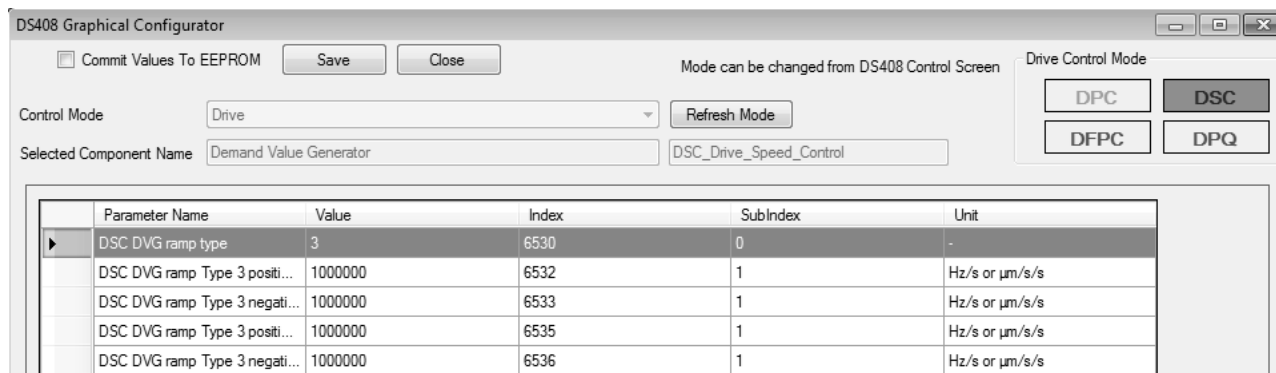 DS408 Graphical Configurator
Commit Values To EEPROM Save Close
Mode can be changed from DS408 Control Screen
Drive Control Mode
DPC DSC
DFPC DPQ
Control Mode Drive Refresh Mode
Selected Component Name Demand Value Generator DSC_Drive_Speed_Control
Parameter Name Value Index SubIndex Unit
DSC DVG ramp type 3 6530 0 -
DSC DVG ramp Type 3 positi... 1000000 6532 1 Hz/s or µm/s/s
DSC DVG ramp Type 3 negati... 1000000 6533 1 Hz/s or µm/s/s
DSC DVG ramp Type 3 positi... 1000000 6535 1 Hz/s or µm/s/s
DSC DVG ramp Type 3 negati... 1000000 6536 1 Hz/s or µm/s/s